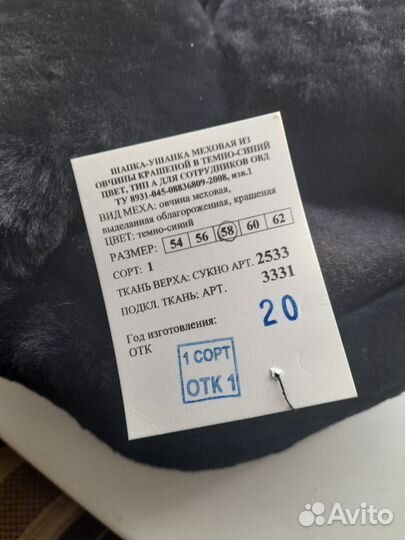 ШАПКА-УШАНКА МЕХОВАЯ ИЗ
ОВЧИНЫ КРАШЕНОЙ В ТЕМНО-СИНИЙ
ЦВЕТ, ТИП А ДЛЯ СОТРУДНИКОВ ОВД
ТУ 8931-045-08836809-2008, изв.1
ВИД МЕХА: овчина меховая,
выделанная облагороженная, крашеная
ЦВЕТ: темно-синий
РАЗМЕР: 54 56 58 60 62
СОРТ: 1
ТКАНЬ ВЕРХА: СУКНО АРТ. 2533
ПОДКЛ. ТКАНЬ: АРТ. 3331
Год изготовления: 20
ОТК
1 СОРТ
ОТК 1
Avito